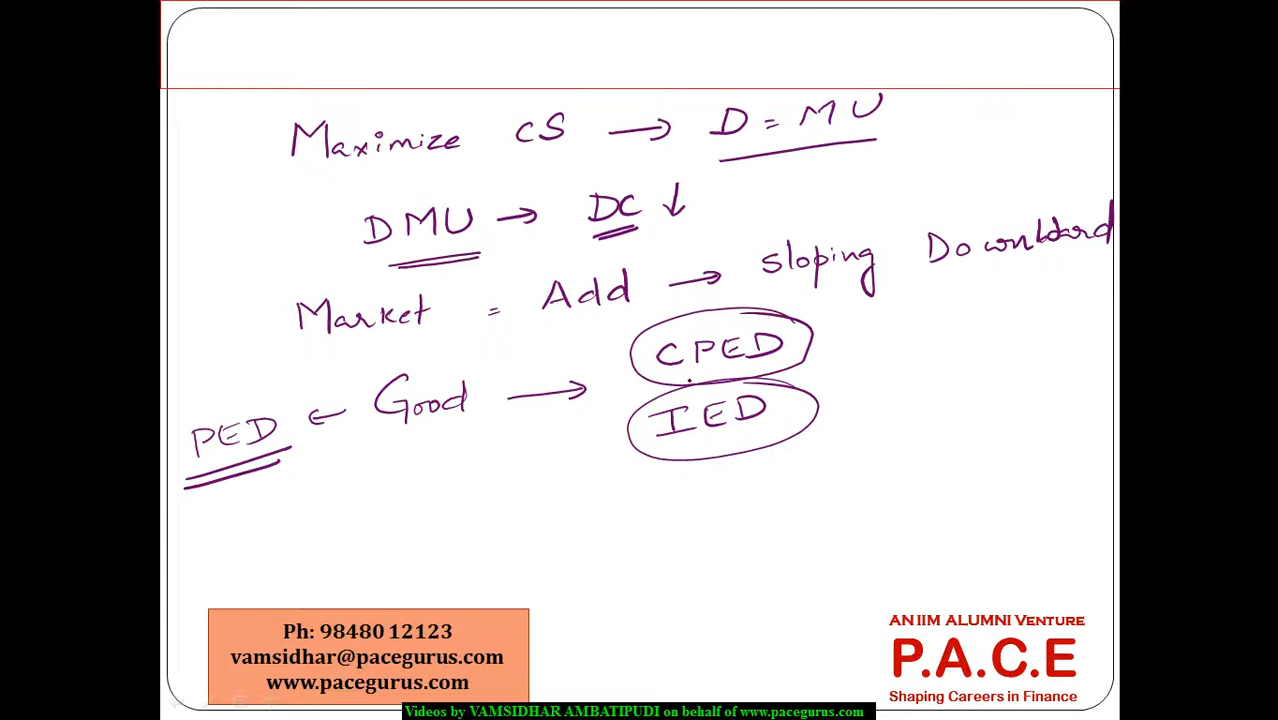 Maximize CS → D = MU
DMU → DC ↓
Market = Add → sloping Downward
PED ← Good → CPED
IED
Ph: 98480 12123
vamsidhar@pacegurus.com
www.pacegurus.com
AN IIM ALUMNI VENTURE
P.A.C.E
Shaping Careers in Finance
Videos by VAMSIDHAR AMBATIPUDI on behalf of www.pacegurus.com